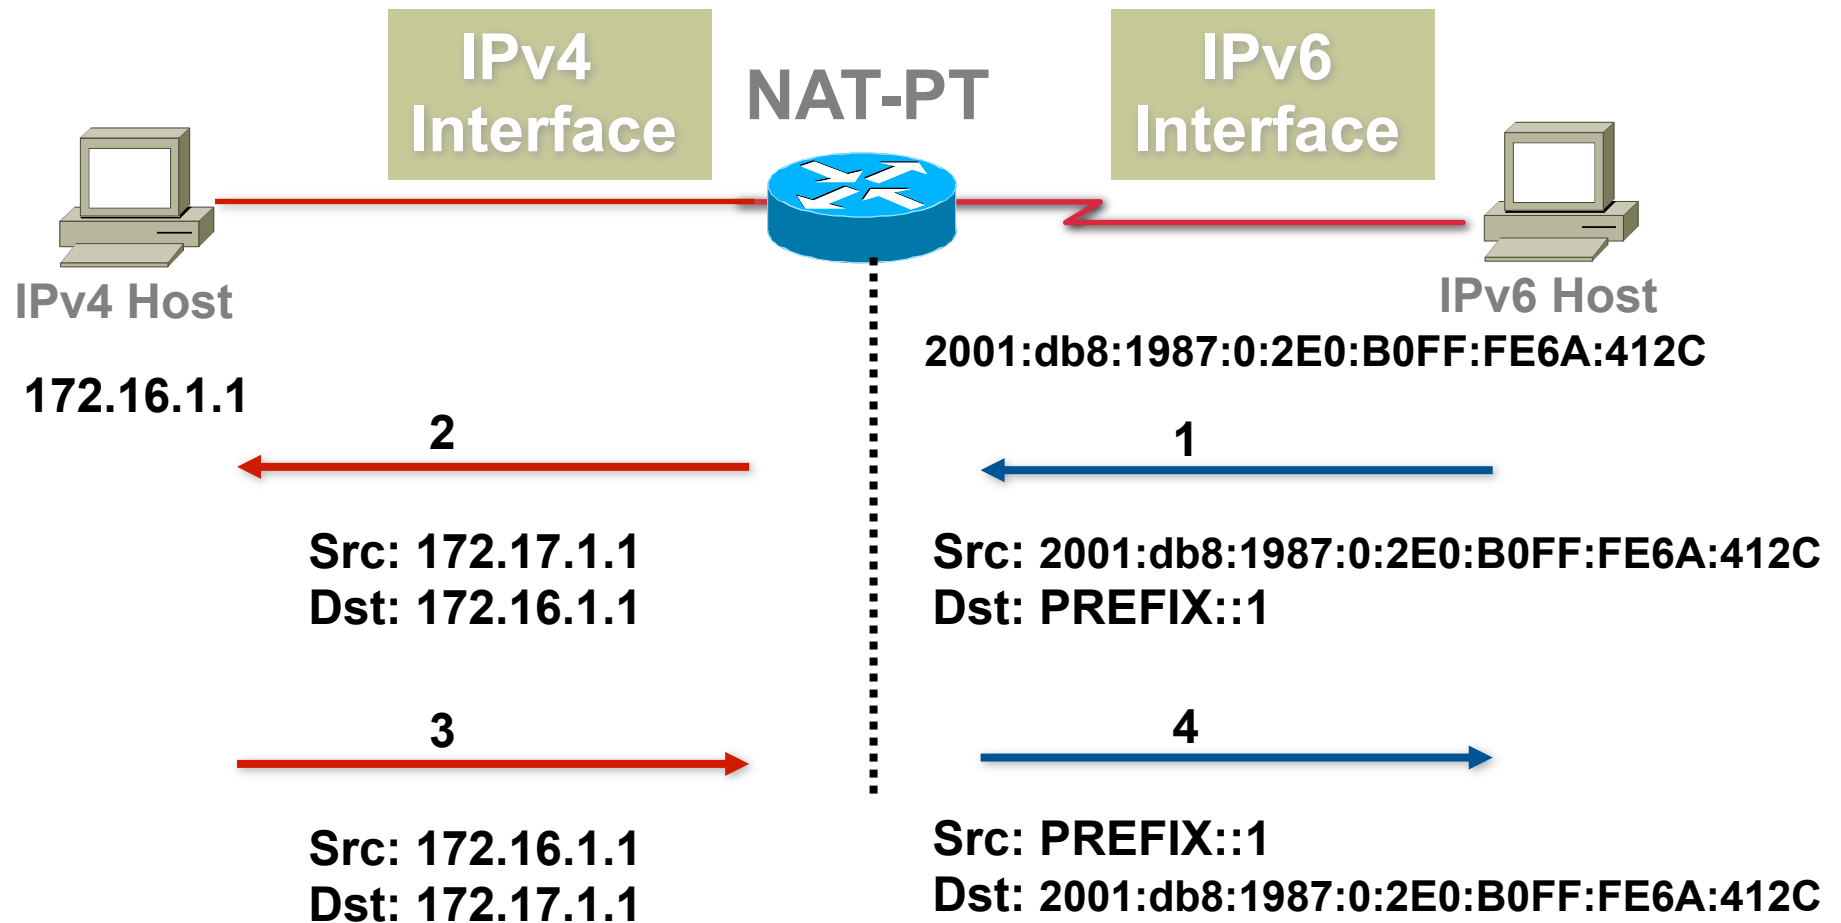 IPv4
Interface
NAT-PT
IPv6
Interface
IPv4 Host
IPv6 Host
172.16.1.1
2001:db8:1987:0:2E0:B0FF:FE6A:412C
2
1
Src: 172.17.1.1
Dst: 172.16.1.1
Src: 2001:db8:1987:0:2E0:B0FF:FE6A:412C
Dst: PREFIX::1
3
4
Src: 172.16.1.1
Dst: 172.17.1.1
Src: PREFIX::1
Dst: 2001:db8:1987:0:2E0:B0FF:FE6A:412C